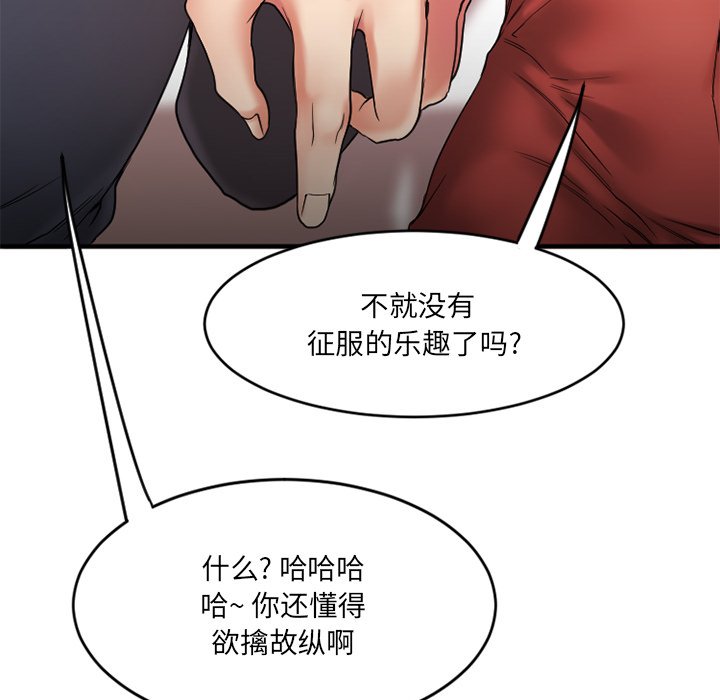 不就没有
征服的乐趣了吗?
什么? 哈哈哈
哈~ 你还懂得
欲擒故纵啊